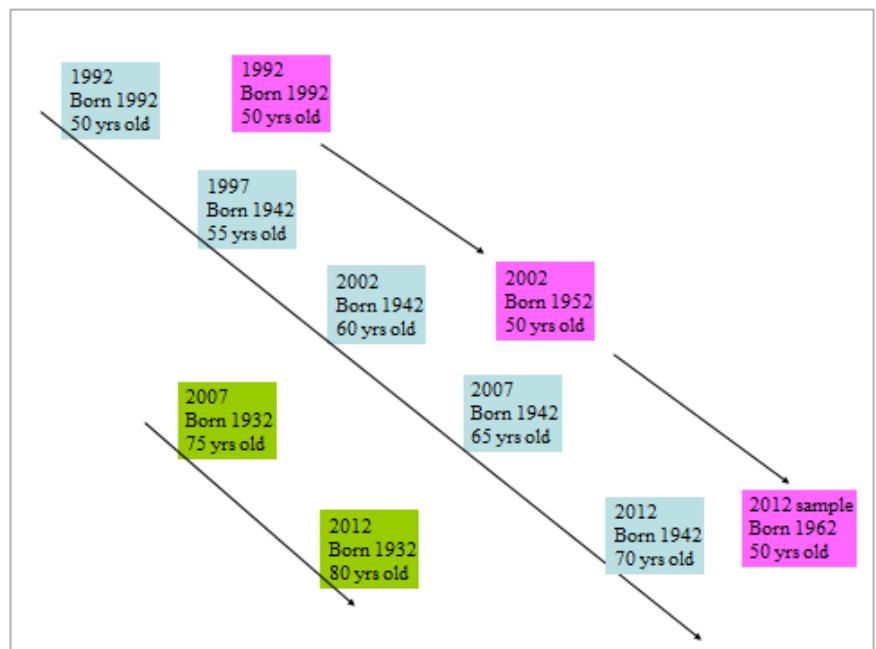 1992
Born 1992
50 yrs old
1992
Born 1992
50 yrs old
1997
Born 1942
55 yrs old
2002
Born 1942
60 yrs old
2002
Born 1952
50 yrs old
2007
Born 1932
75 yrs old
2007
Born 1942
65 yrs old
2012
Born 1932
80 yrs old
2012
Born 1942
70 yrs old
2012 sample
Born 1962
50 yrs old